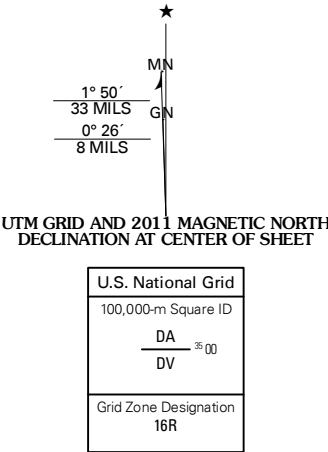 ★
MN
1° 50´
33 MILS
GN
0° 26´
8 MILS
UTM GRID AND 2011 MAGNETIC NORTH
DECLINATION AT CENTER OF SHEET
U.S. National Grid
100,000-m Square ID
DA
35 00
DV
Grid Zone Designation
16R